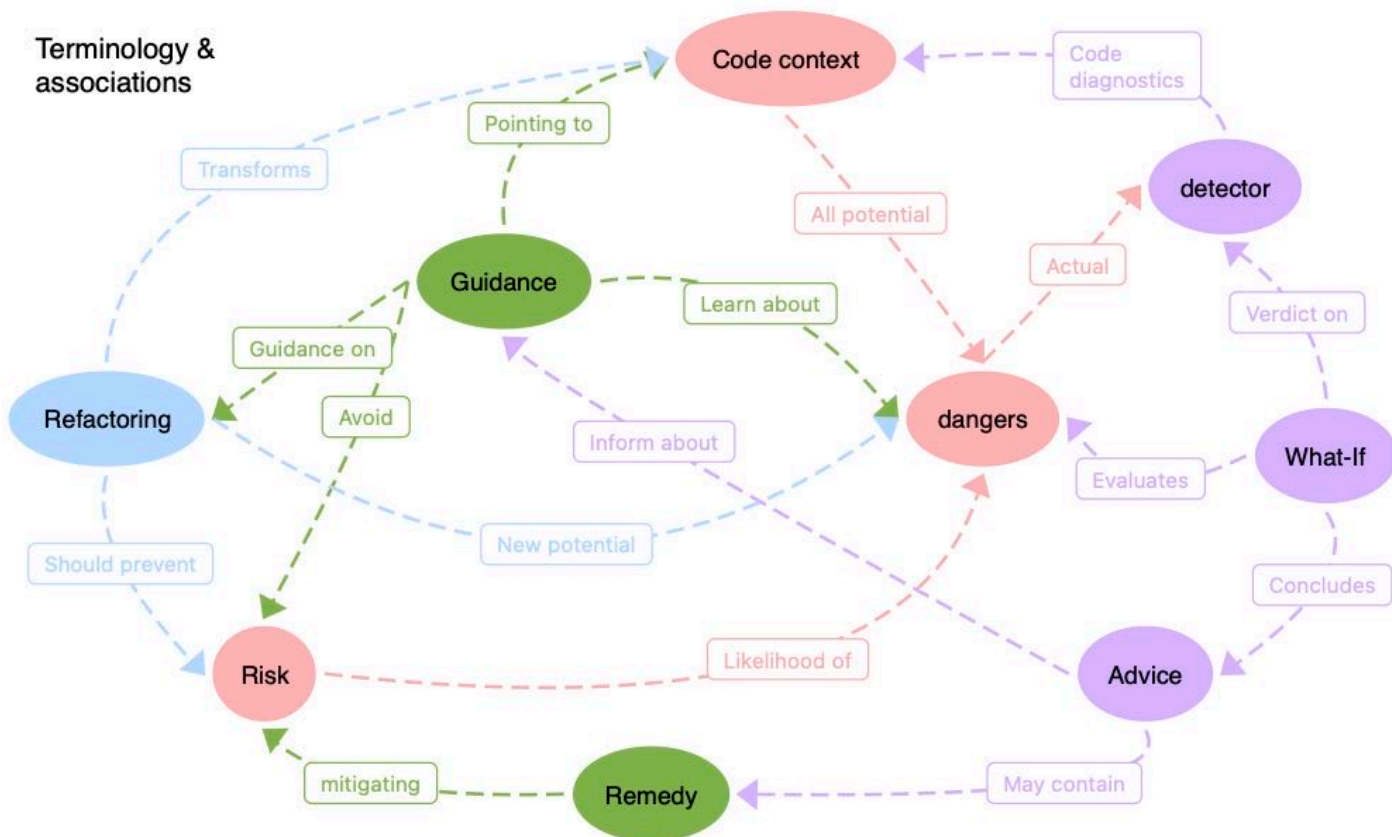 Terminology &
associations
Code context
Code
diagnostics
Pointing to
Transforms
detector
All potential
Guidance
Actual
Learn about
Verdict on
Guidance on
Refactoring
Avoid
dangers
Inform about
What-If
Evaluates
New potential
Should prevent
Concludes
Likelihood of
Risk
Advice
mitigating
Remedy
May contain